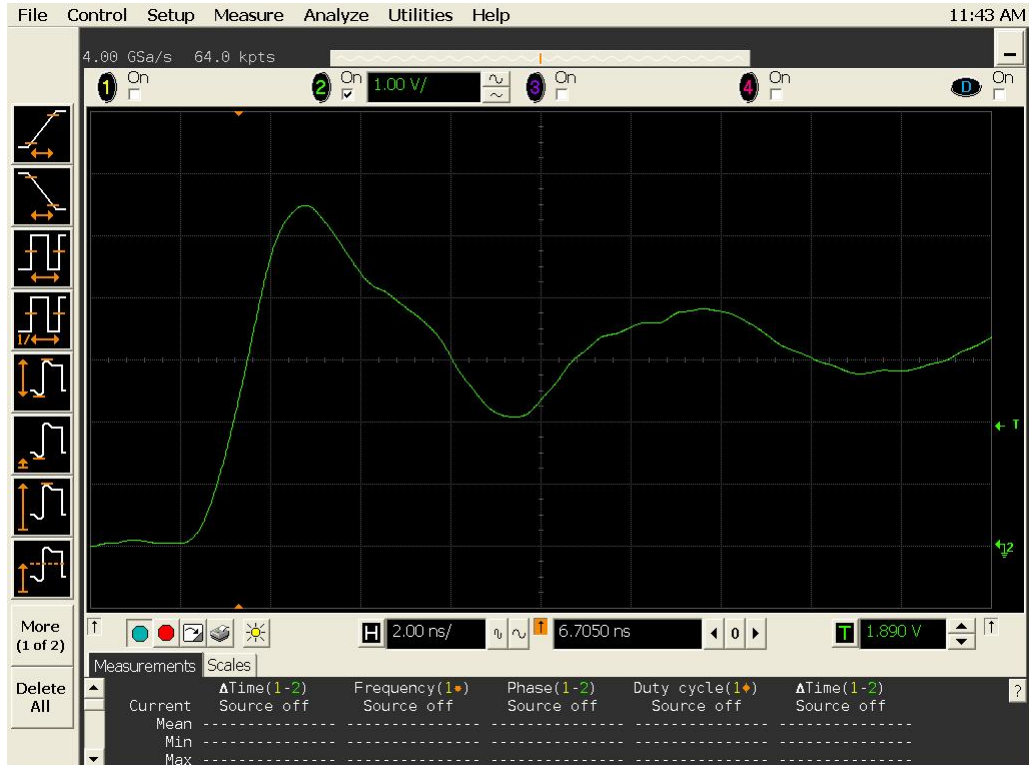 File Control Setup Measure Analyze Utilities Help 11:43 AM
4.00 GSa/s 64.0 kpts
1 On 2 On 1.00 V/ 3 On 4 On D On
T
2
1/
More
(1 of 2)
Delete
All
H 2.00 ns/ 6.7050 ns 0 T 1.890 V
Measurements Scales
ΔTime(1-2) Frequency(1) Phase(1-2) Duty cycle(1) ΔTime(1-2) ?
Current Source off Source off Source off Source off Source off
Mean --------------- --------------- --------------- --------------- ---------------
Min --------------- --------------- --------------- --------------- ---------------
Max --------------- --------------- --------------- --------------- ---------------